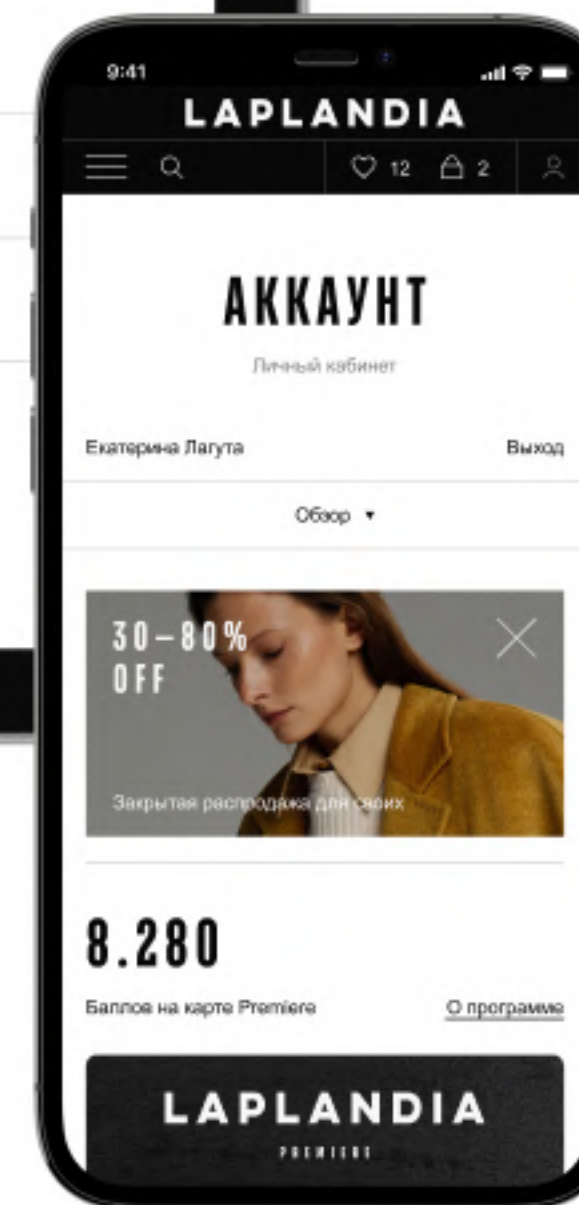 9:41
LAPLANDIA
12 2
АККАУНТ
Личный кабинет
Екатерина Лагута Выход
Обзор
30–80%
OFF
Закрытая распродажа для своих
8.280
Баллов на карте Premiere О программе
LAPLANDIA
PREMIERE